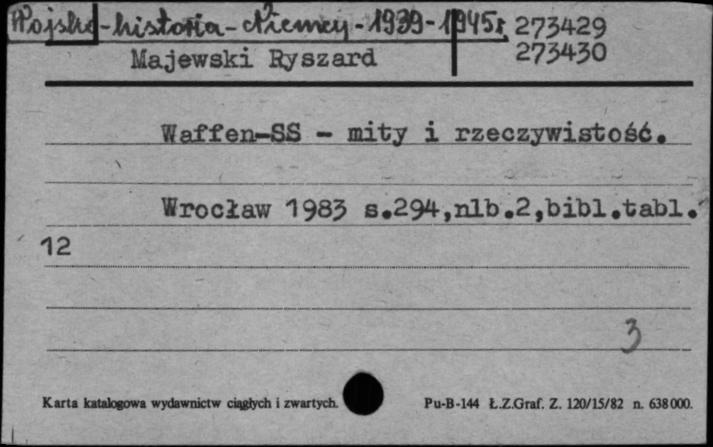 Wojsko-historia-Niemcy-1939-1945r. 273429
Majewski Ryszard 273430
Waffen-SS - mity i rzeczywistość.
Wrocław 1983 s.294,nlb.2,bibl.tabl.
12
3
Karta katalogowa wydawnictw ciągłych i zwartych. Pu-B-144 Ł.Z.Graf. Z. 120/15/82 n. 638000.